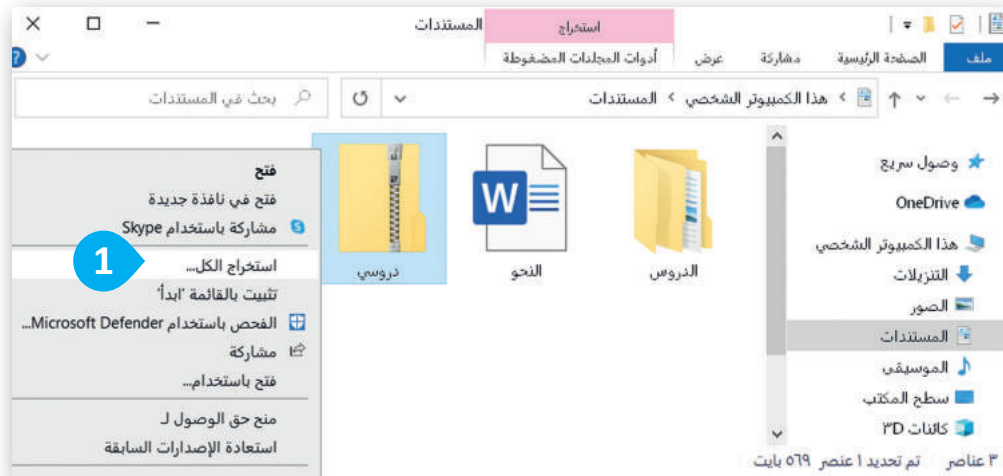 المستندات
استخراج
ملف
الصفحة الرئيسية
مشاركة
عرض
أدوات المجلدات المضغوطة
هذا الكمبيوتر الشخصي
المستندات
بحث في المستندات
وصول سريع
OneDrive
هذا الكمبيوتر الشخصي
التنزيلات
الصور
المستندات
الموسيقى
سطح المكتب
كائنات ٣D
الدروس
النحو
دروسي
W
فتح
فتح في نافذة جديدة
مشاركة باستخدام Skype
استخراج الكل...
1
تثبيت بالقائمة 'ابدأ'
الفحص باستخدام Microsoft Defender...
مشاركة
فتح باستخدام...
منح حق الوصول لـ
استعادة الإصدارات السابقة
٣ عناصر
تم تحديد ١ عنصر ٥٦٩ بايت